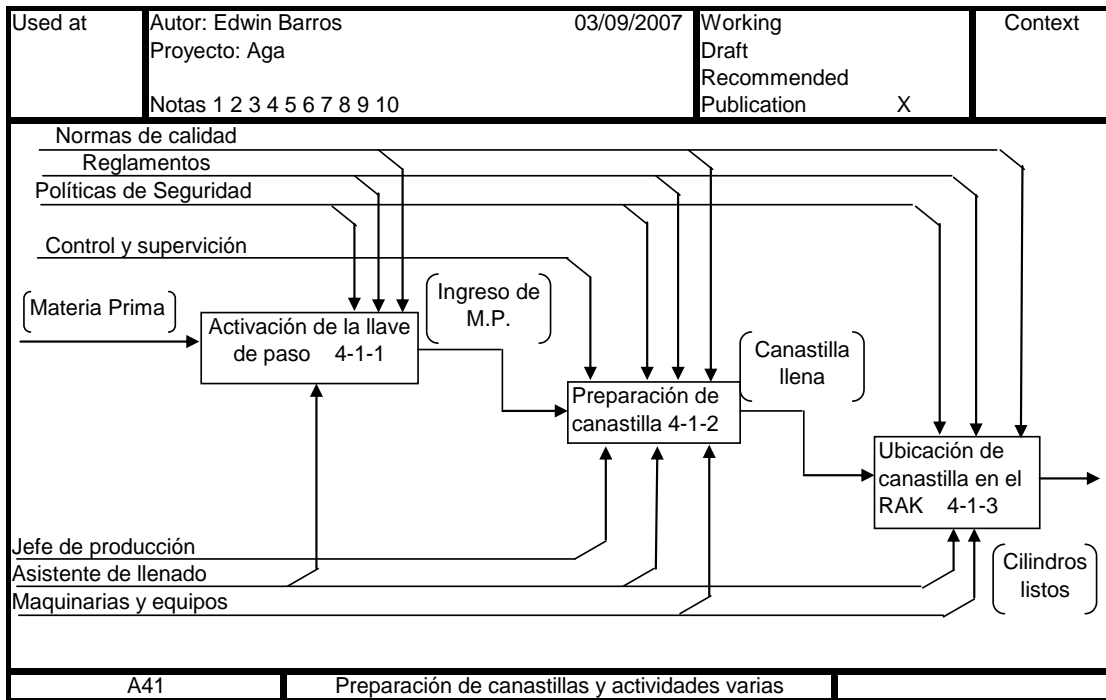 Used at
Autor: Edwin Barros 03/09/2007
Proyecto: Aga
Notas 1 2 3 4 5 6 7 8 9 10
Working
Draft
Recommended
Publication X
Context
Normas de calidad
Reglamentos
Políticas de Seguridad
Control y supervición
Materia Prima
Activación de la llave
de paso 4-1-1
Ingreso de
M.P.
Preparación de
canastilla 4-1-2
Canastilla
llena
Ubicación de
canastilla en el
RAK 4-1-3
Cilindros
listos
Jefe de producción
Asistente de llenado
Maquinarias y equipos
A41
Preparación de canastillas y actividades varias